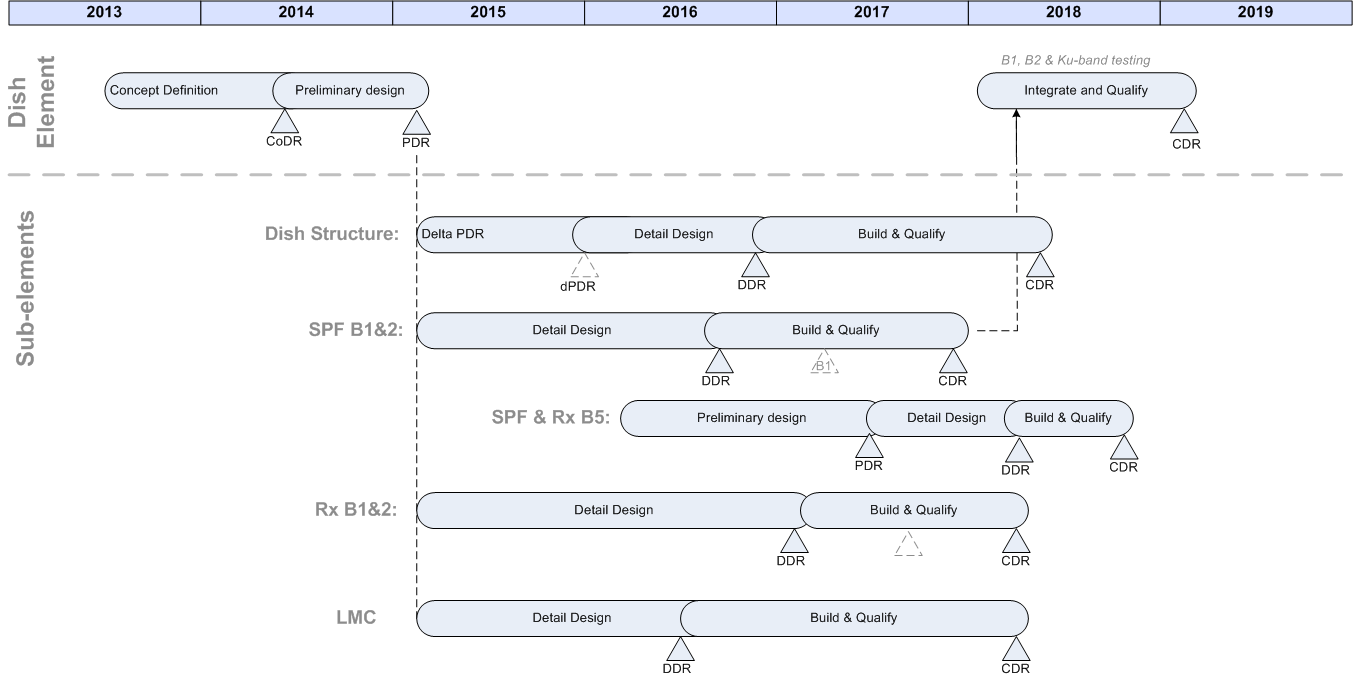 2013 2014 2015 2016 2017 2018 2019
B1, B2 & Ku-band testing
Dish
Element
Concept Definition Preliminary design Integrate and Qualify
CoDR PDR CDR
Sub-elements
Dish Structure: Delta PDR Detail Design Build & Qualify
dPDR DDR CDR
SPF B1&2: Detail Design Build & Qualify
B1
DDR CDR
SPF & Rx B5: Preliminary design Detail Design Build & Qualify
PDR DDR CDR
Rx B1&2: Detail Design Build & Qualify
DDR CDR
LMC Detail Design Build & Qualify
DDR CDR